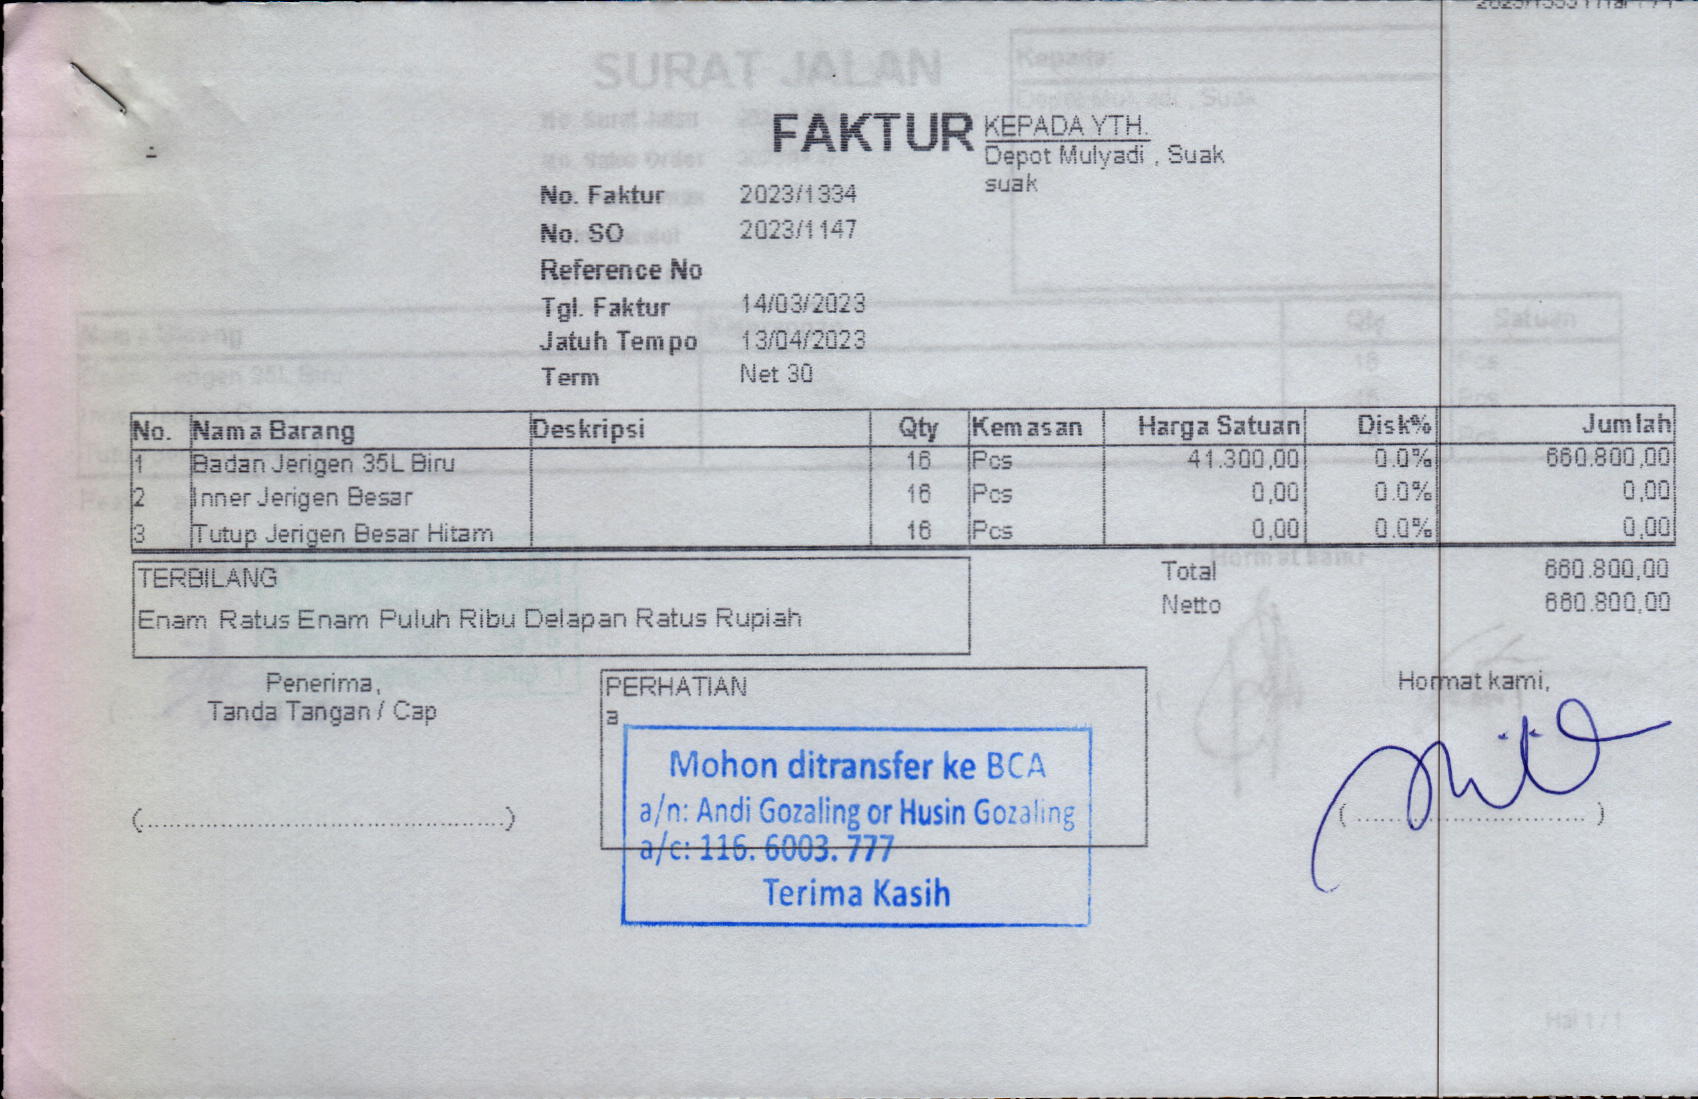 SURAT JALAN
Kepada:
FAKTUR
KEPADA YTH.
Depot Mulyadi , Suak
suak
No. Faktur 2023/1334
No. SO 2023/1147
Reference No
Tgl. Faktur 14/03/2023
Jatuh Tempo 13/04/2023
Term Net 30
No. Nama Barang Deskripsi Qty Kemasan Harga Satuan Disk% Jumlah
1 Badan Jerigen 35L Biru 16 Pcs 41.300,00 0.0% 660.800,00
2 Inner Jerigen Besar 16 Pcs 0,00 0.0% 0,00
3 Tutup Jerigen Besar Hitam 16 Pcs 0,00 0.0% 0,00
TERBILANG
Enam Ratus Enam Puluh Ribu Delapan Ratus Rupiah
Total 660.800,00
Netto 660.800,00
Penerima,
Tanda Tangan / Cap
PERHATIAN
a
Mohon ditransfer ke BCA
a/n: Andi Gozaling or Husin Gozaling
a/c: 116. 6003. 777
Terima Kasih
Hormat kami,
(..............................................)
( ................................... )
Hal 1 / 1